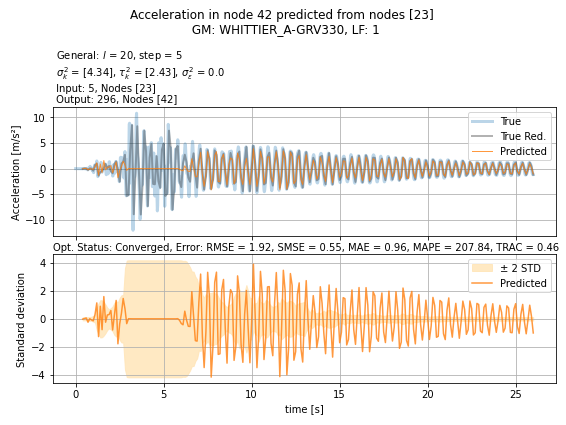 Acceleration in node 42 predicted from nodes [23]
GM: WHITTIER_A-GRV330, LF: 1
General: l = 20, step = 5
σ²ₖ = [4.34], τ²ₖ = [2.43], σ²ₑ = 0.0
Input: 5, Nodes [23]
Output: 296, Nodes [42]
Acceleration [m/s²]
10
5
0
−5
−10
True
True Red.
Predicted
Opt. Status: Converged, Error: RMSE = 1.92, SMSE = 0.55, MAE = 0.96, MAPE = 207.84, TRAC = 0.46
Standard deviation
4
2
0
−2
−4
± 2 STD
Predicted
0 5 10 15 20 25
time [s]